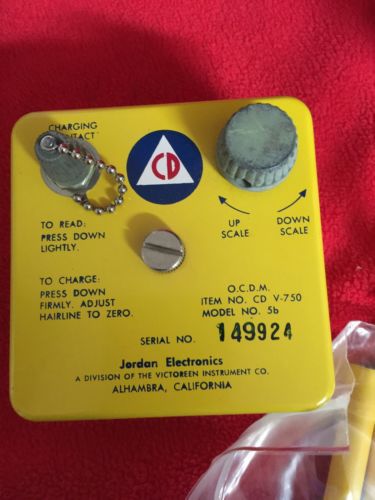 CHARGING
CONTACT
CD
UP
SCALE
DOWN
SCALE
TO READ:
PRESS DOWN
LIGHTLY.
TO CHARGE:
PRESS DOWN
FIRMLY. ADJUST
HAIRLINE TO ZERO.
O.C.D.M.
ITEM NO. CD V-750
MODEL NO. 5b
SERIAL NO. 149924
Jordan Electronics
A DIVISION OF THE VICTOREEN INSTRUMENT CO.
ALHAMBRA, CALIFORNIA